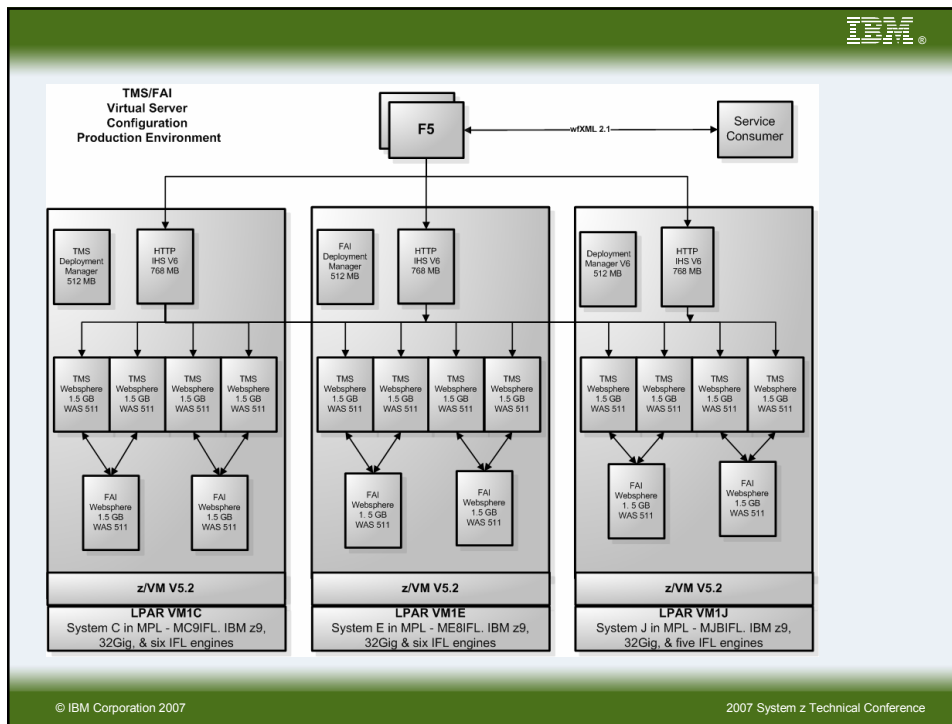 IBM ®
TMS/FAI
Virtual Server
Configuration
Production Environment
F5
wfXML 2.1
Service
Consumer
TMS
Deployment
Manager
512 MB
HTTP
IHS V6
768 MB
FAI
Deployment
Manager
512 MB
HTTP
IHS V6
768 MB
Deployment
Manager V6
512 MB
HTTP
IHS V6
768 MB
TMS
Websphere
1.5 GB
WAS 511
TMS
Websphere
1.5 GB
WAS 511
TMS
Websphere
1.5 GB
WAS 511
TMS
Websphere
1.5 GB
WAS 511
TMS
Websphere
1.5 GB
WAS 511
TMS
Websphere
1.5 GB
WAS 511
TMS
Websphere
1.5 GB
WAS 511
TMS
Websphere
1.5 GB
WAS 511
TMS
Websphere
1.5 GB
WAS 511
TMS
Websphere
1.5 GB
WAS 511
TMS
Websphere
1.5 GB
WAS 511
TMS
Websphere
1.5 GB
WAS 511
FAI
Websphere
1.5 GB
WAS 511
FAI
Websphere
1.5 GB
WAS 511
FAI
Websphere
1. 5 GB
WAS 511
FAI
Websphere
1.5 GB
WAS 511
FAI
Websphere
1. 5 GB
WAS 511
FAI
Websphere
1.5 GB
WAS 511
z/VM V5.2
z/VM V5.2
z/VM V5.2
LPAR VM1C
System C in MPL - MC9IFL. IBM z9,
32Gig, & six IFL engines
LPAR VM1E
System E in MPL - ME8IFL. IBM z9,
32Gig, & six IFL engines
LPAR VM1J
System J in MPL - MJBIFL. IBM z9,
32Gig, & five IFL engines
© IBM Corporation 2007
2007 System z Technical Conference